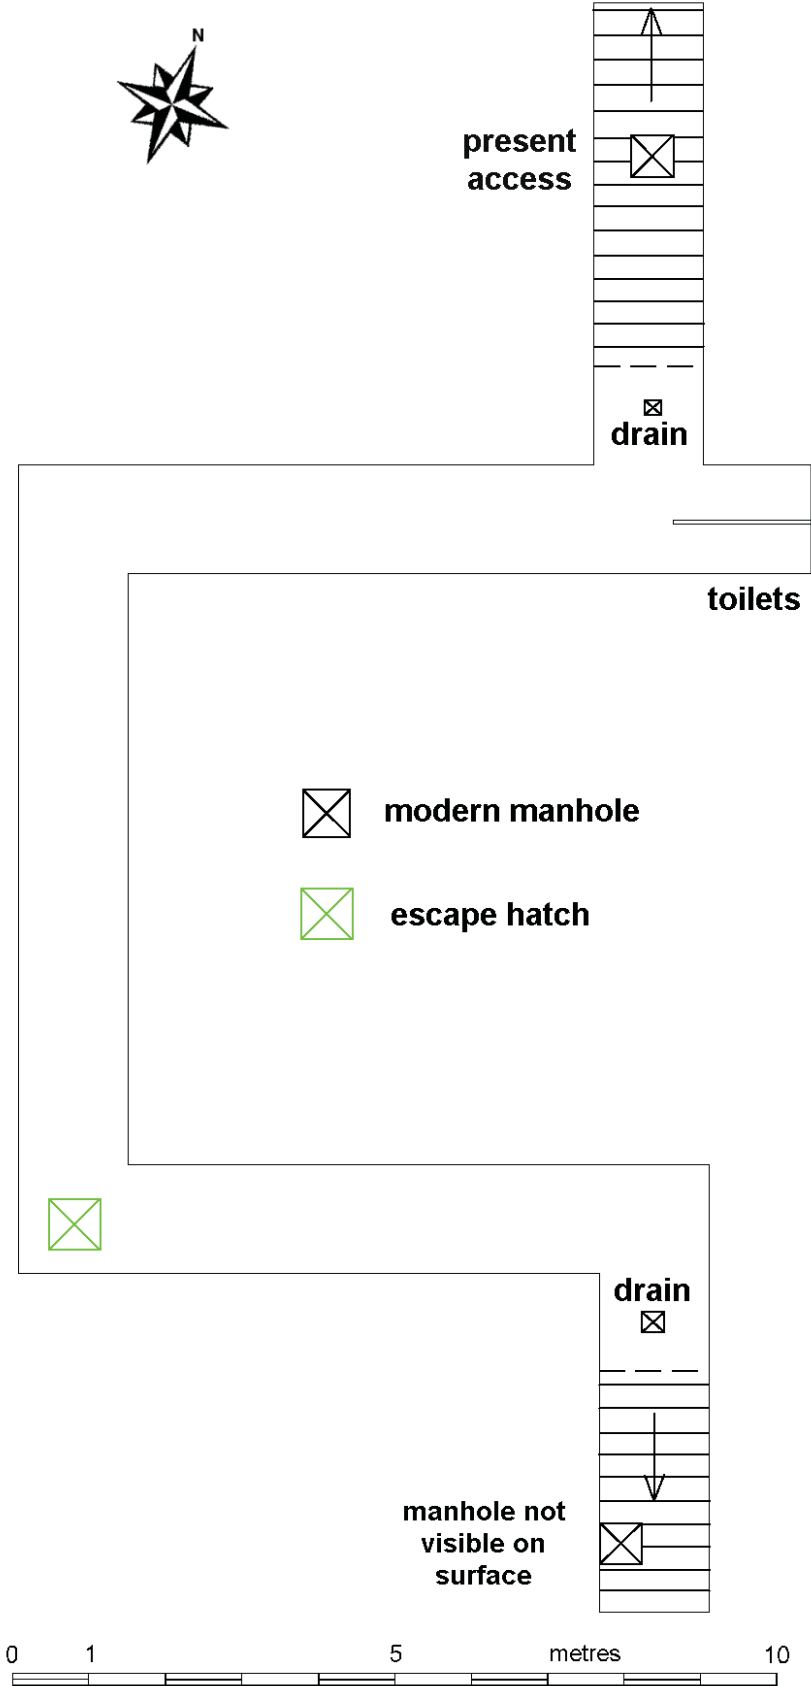 N
present
access
drain
toilets
modern manhole
escape hatch
drain
manhole not
visible on
surface
0 1 5 metres 10